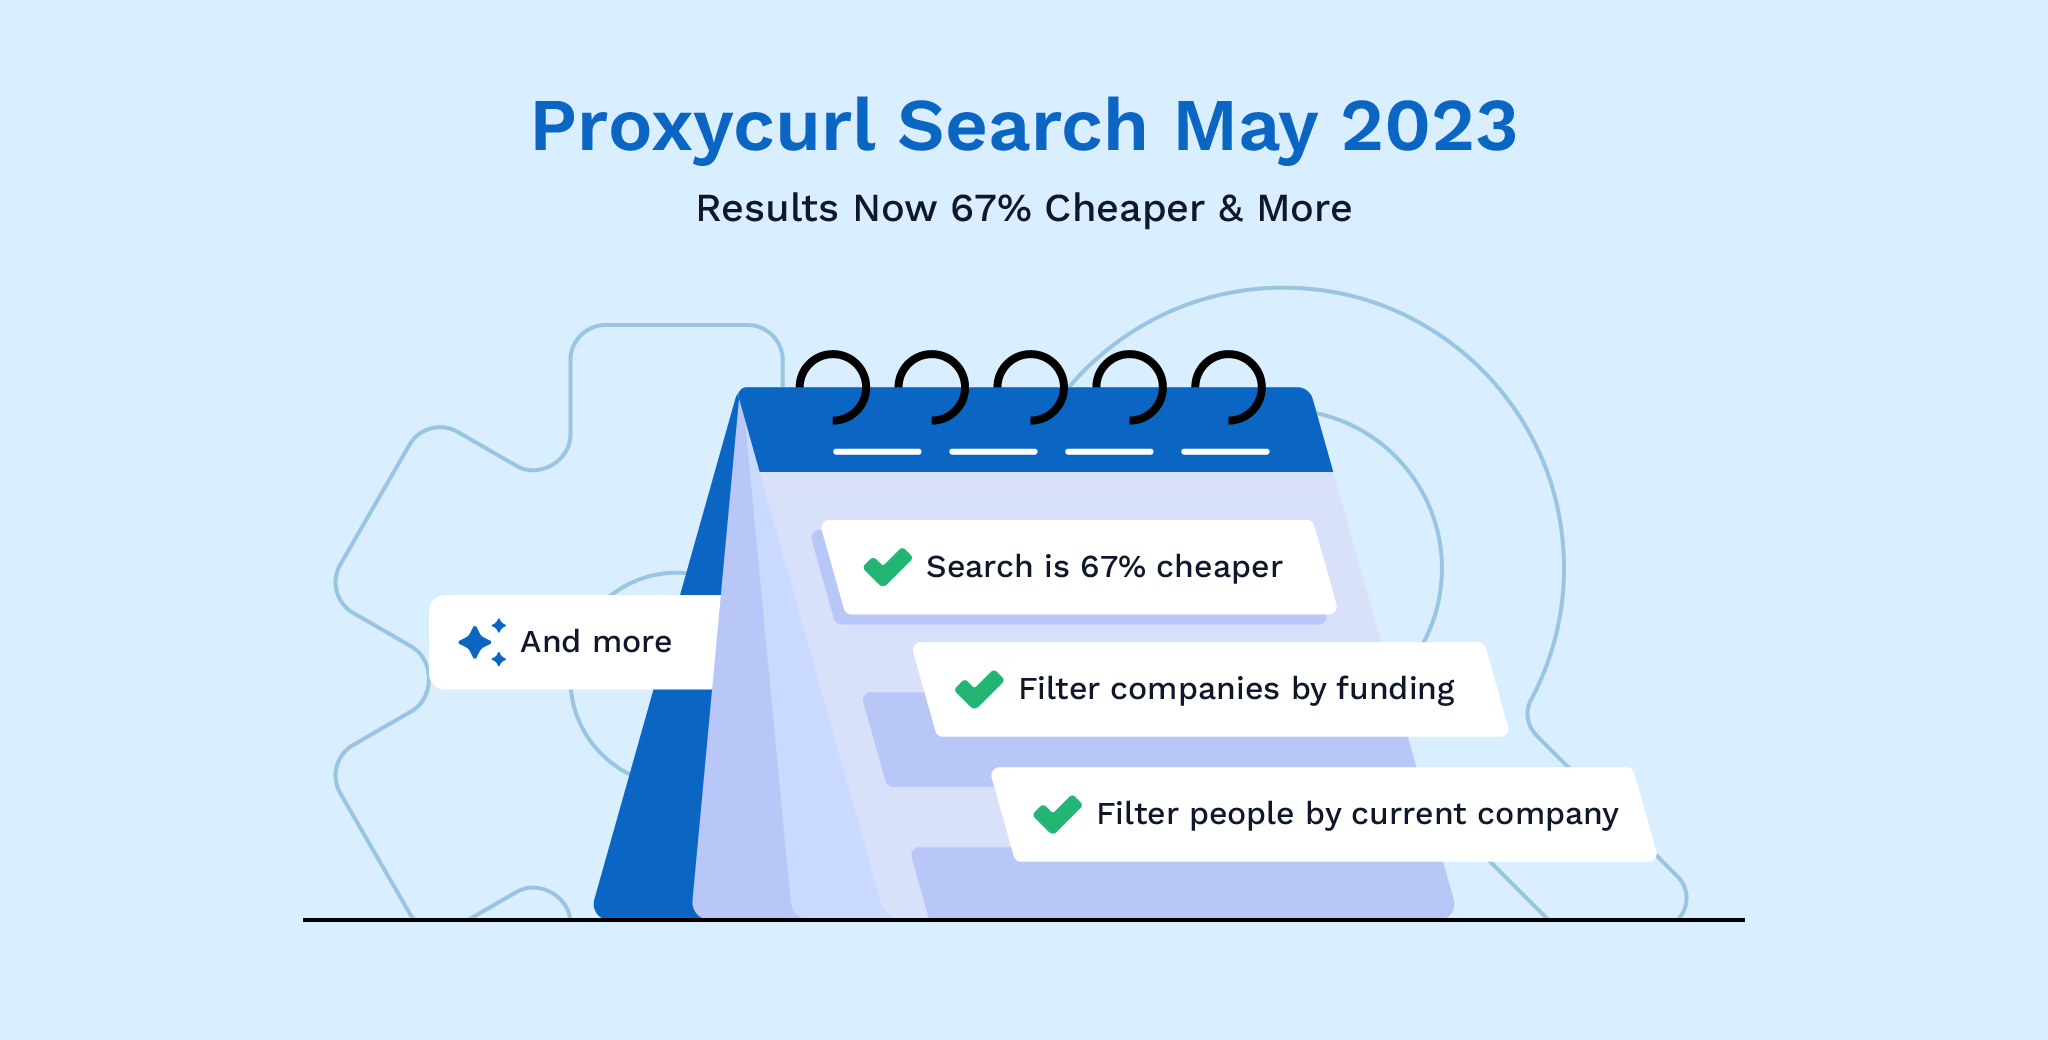 Proxycurl Search May 2023
Results Now 67% Cheaper & More
Search is 67% cheaper
And more
Filter companies by funding
Filter people by current company